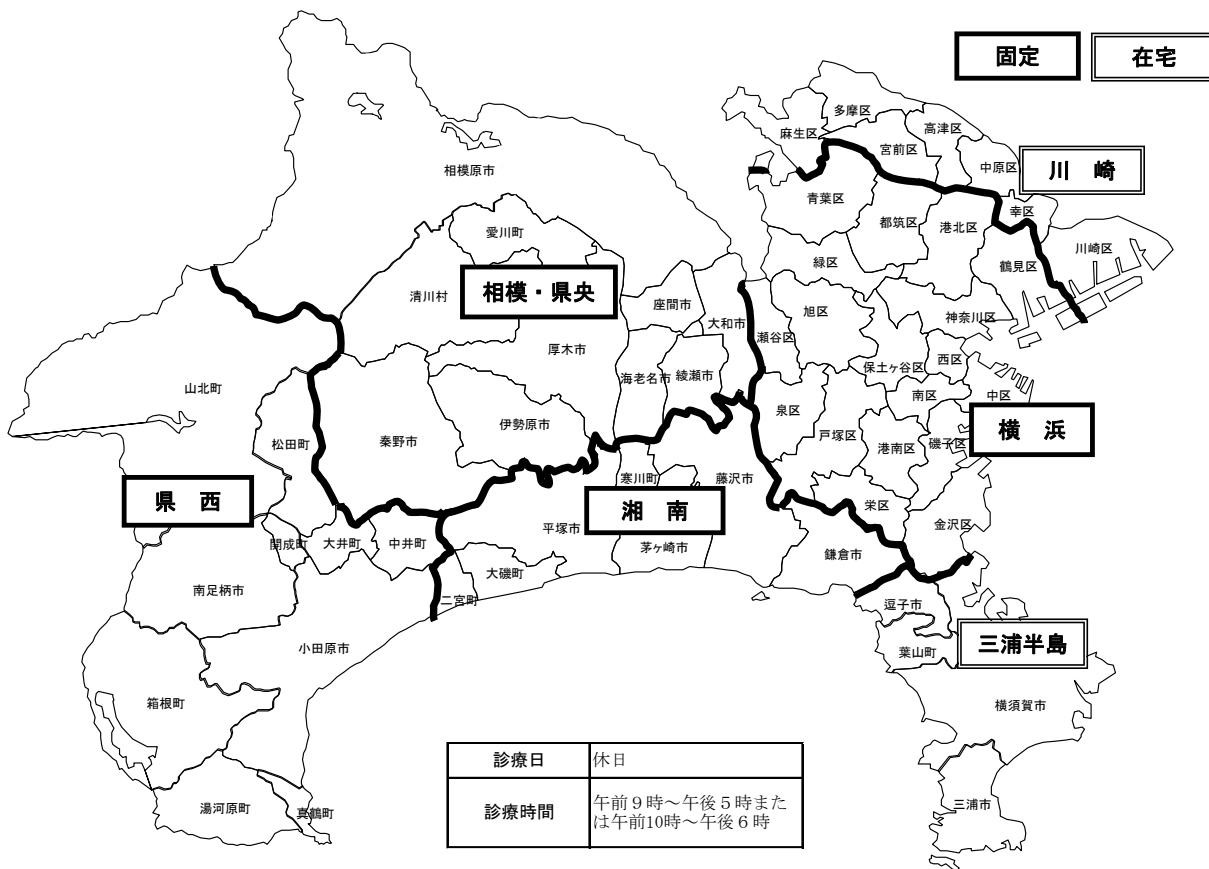 固定
在宅
多摩区
麻生区
高津区
宮前区
中原区
川 崎
相模原市
青葉区
幸区
都筑区
港北区
川崎区
愛川町
鶴見区
緑区
清川村
相模・県央
座間市
旭区
大和市
神奈川区
瀬谷区
厚木市
西区
保土ヶ谷区
海老名市
綾瀬市
山北町
南区
中区
泉区
伊勢原市
横 浜
戸塚区
秦野市
松田町
港南区
磯子区
寒川町
藤沢市
県 西
栄区
湘 南
金沢区
平塚市
開成町
大井町
中井町
茅ヶ崎市
鎌倉市
大磯町
南足柄市
二宮町
逗子市
小田原市
葉山町
三浦半島
箱根町
横須賀市
診療日
休日
診療時間
午前９時～午後５時また
は午前10時～午後６時
湯河原町
真鶴町
三浦市